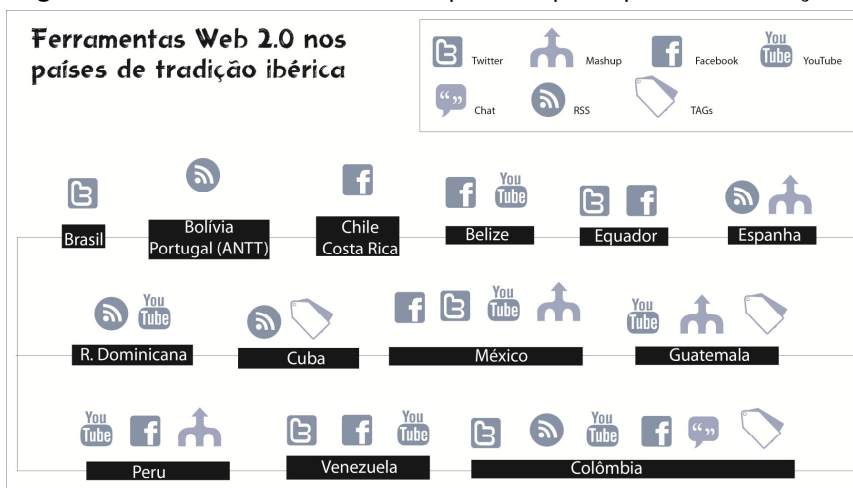 Ferramentas Web 2.0 nos
países de tradição ibérica
Twitter
Mashup
Facebook
You
Tube
YouTube
Chat
RSS
TAGs
Brasil
Bolívia
Portugal (ANTT)
Chile
Costa Rica
You
Tube
Belize
Equador
Espanha
You
Tube
R. Dominicana
Cuba
You
Tube
México
You
Tube
Guatemala
You
Tube
Peru
You
Tube
Venezuela
You
Tube
Colômbia